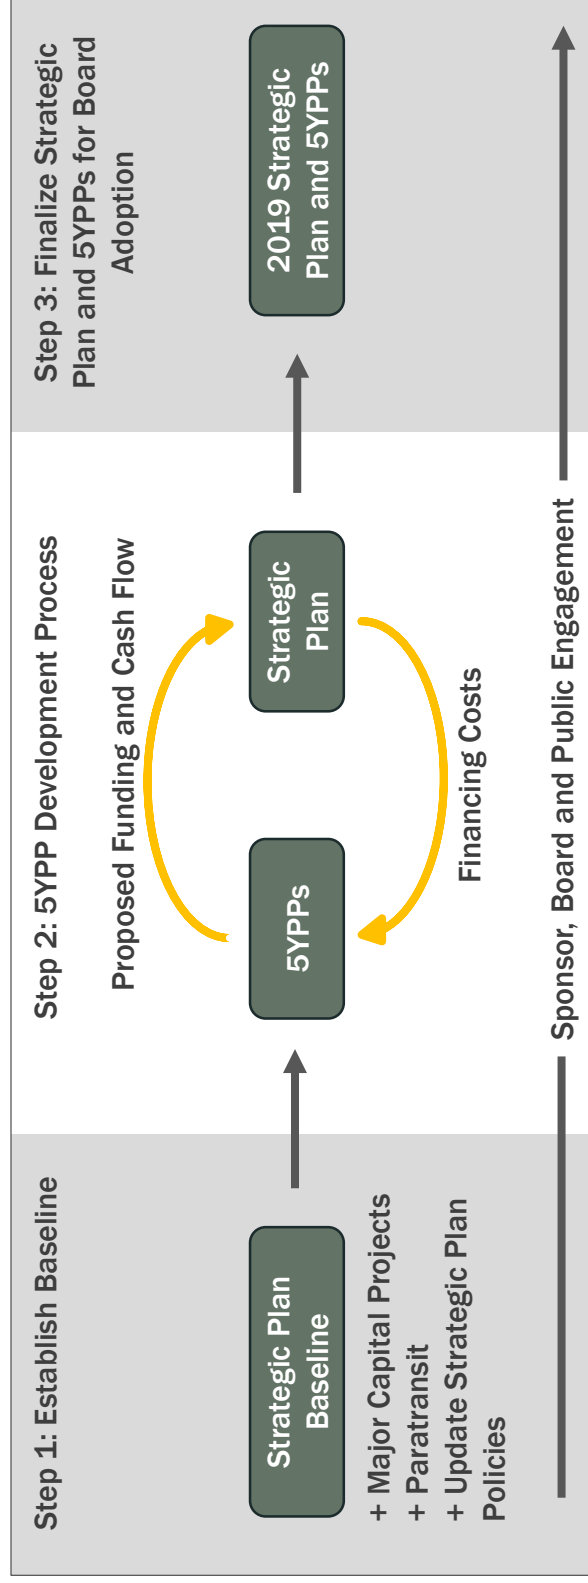 Step 1: Establish Baseline
Strategic Plan
Baseline
+ Major Capital Projects
+ Paratransit
+ Update Strategic Plan
Policies
Step 2: 5YPP Development Process
Proposed Funding and Cash Flow
5YPPs
Strategic
Plan
Financing Costs
Step 3: Finalize Strategic
Plan and 5YPPs for Board
Adoption
2019 Strategic
Plan and 5YPPs
Sponsor, Board and Public Engagement